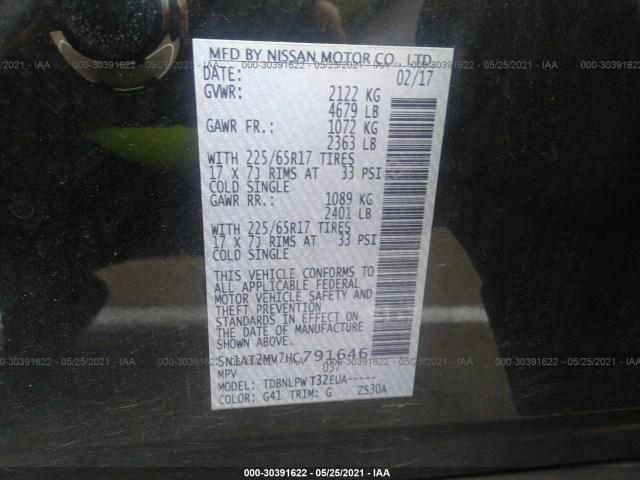 MFD BY NISSAN MOTOR CO., LTD.
DATE: 02/17
GVWR: 2122 KG
4679 LB
GAWR FR.: 1072 KG
2363 LB
WITH 225/65R17 TIRES
17 X 7J RIMS AT 33 PSI
COLD SINGLE
GAWR RR.: 1089 KG
2401 LB
WITH 225/65R17 TIRES
17 X 7J RIMS AT 33 PSI
COLD SINGLE
THIS VEHICLE CONFORMS TO
ALL APPLICABLE FEDERAL
MOTOR VEHICLE SAFETY AND
THEFT PREVENTION
STANDARDS IN EFFECT ON
THE DATE OF MANUFACTURE
SHOWN ABOVE.
5N1AT2MV7HC791646
MPV 057
MODEL: TDBNLPWT32EUA-----
COLOR: G41 TRIM: G Z530A
000-30391622 - 05/25/2021 - IAA